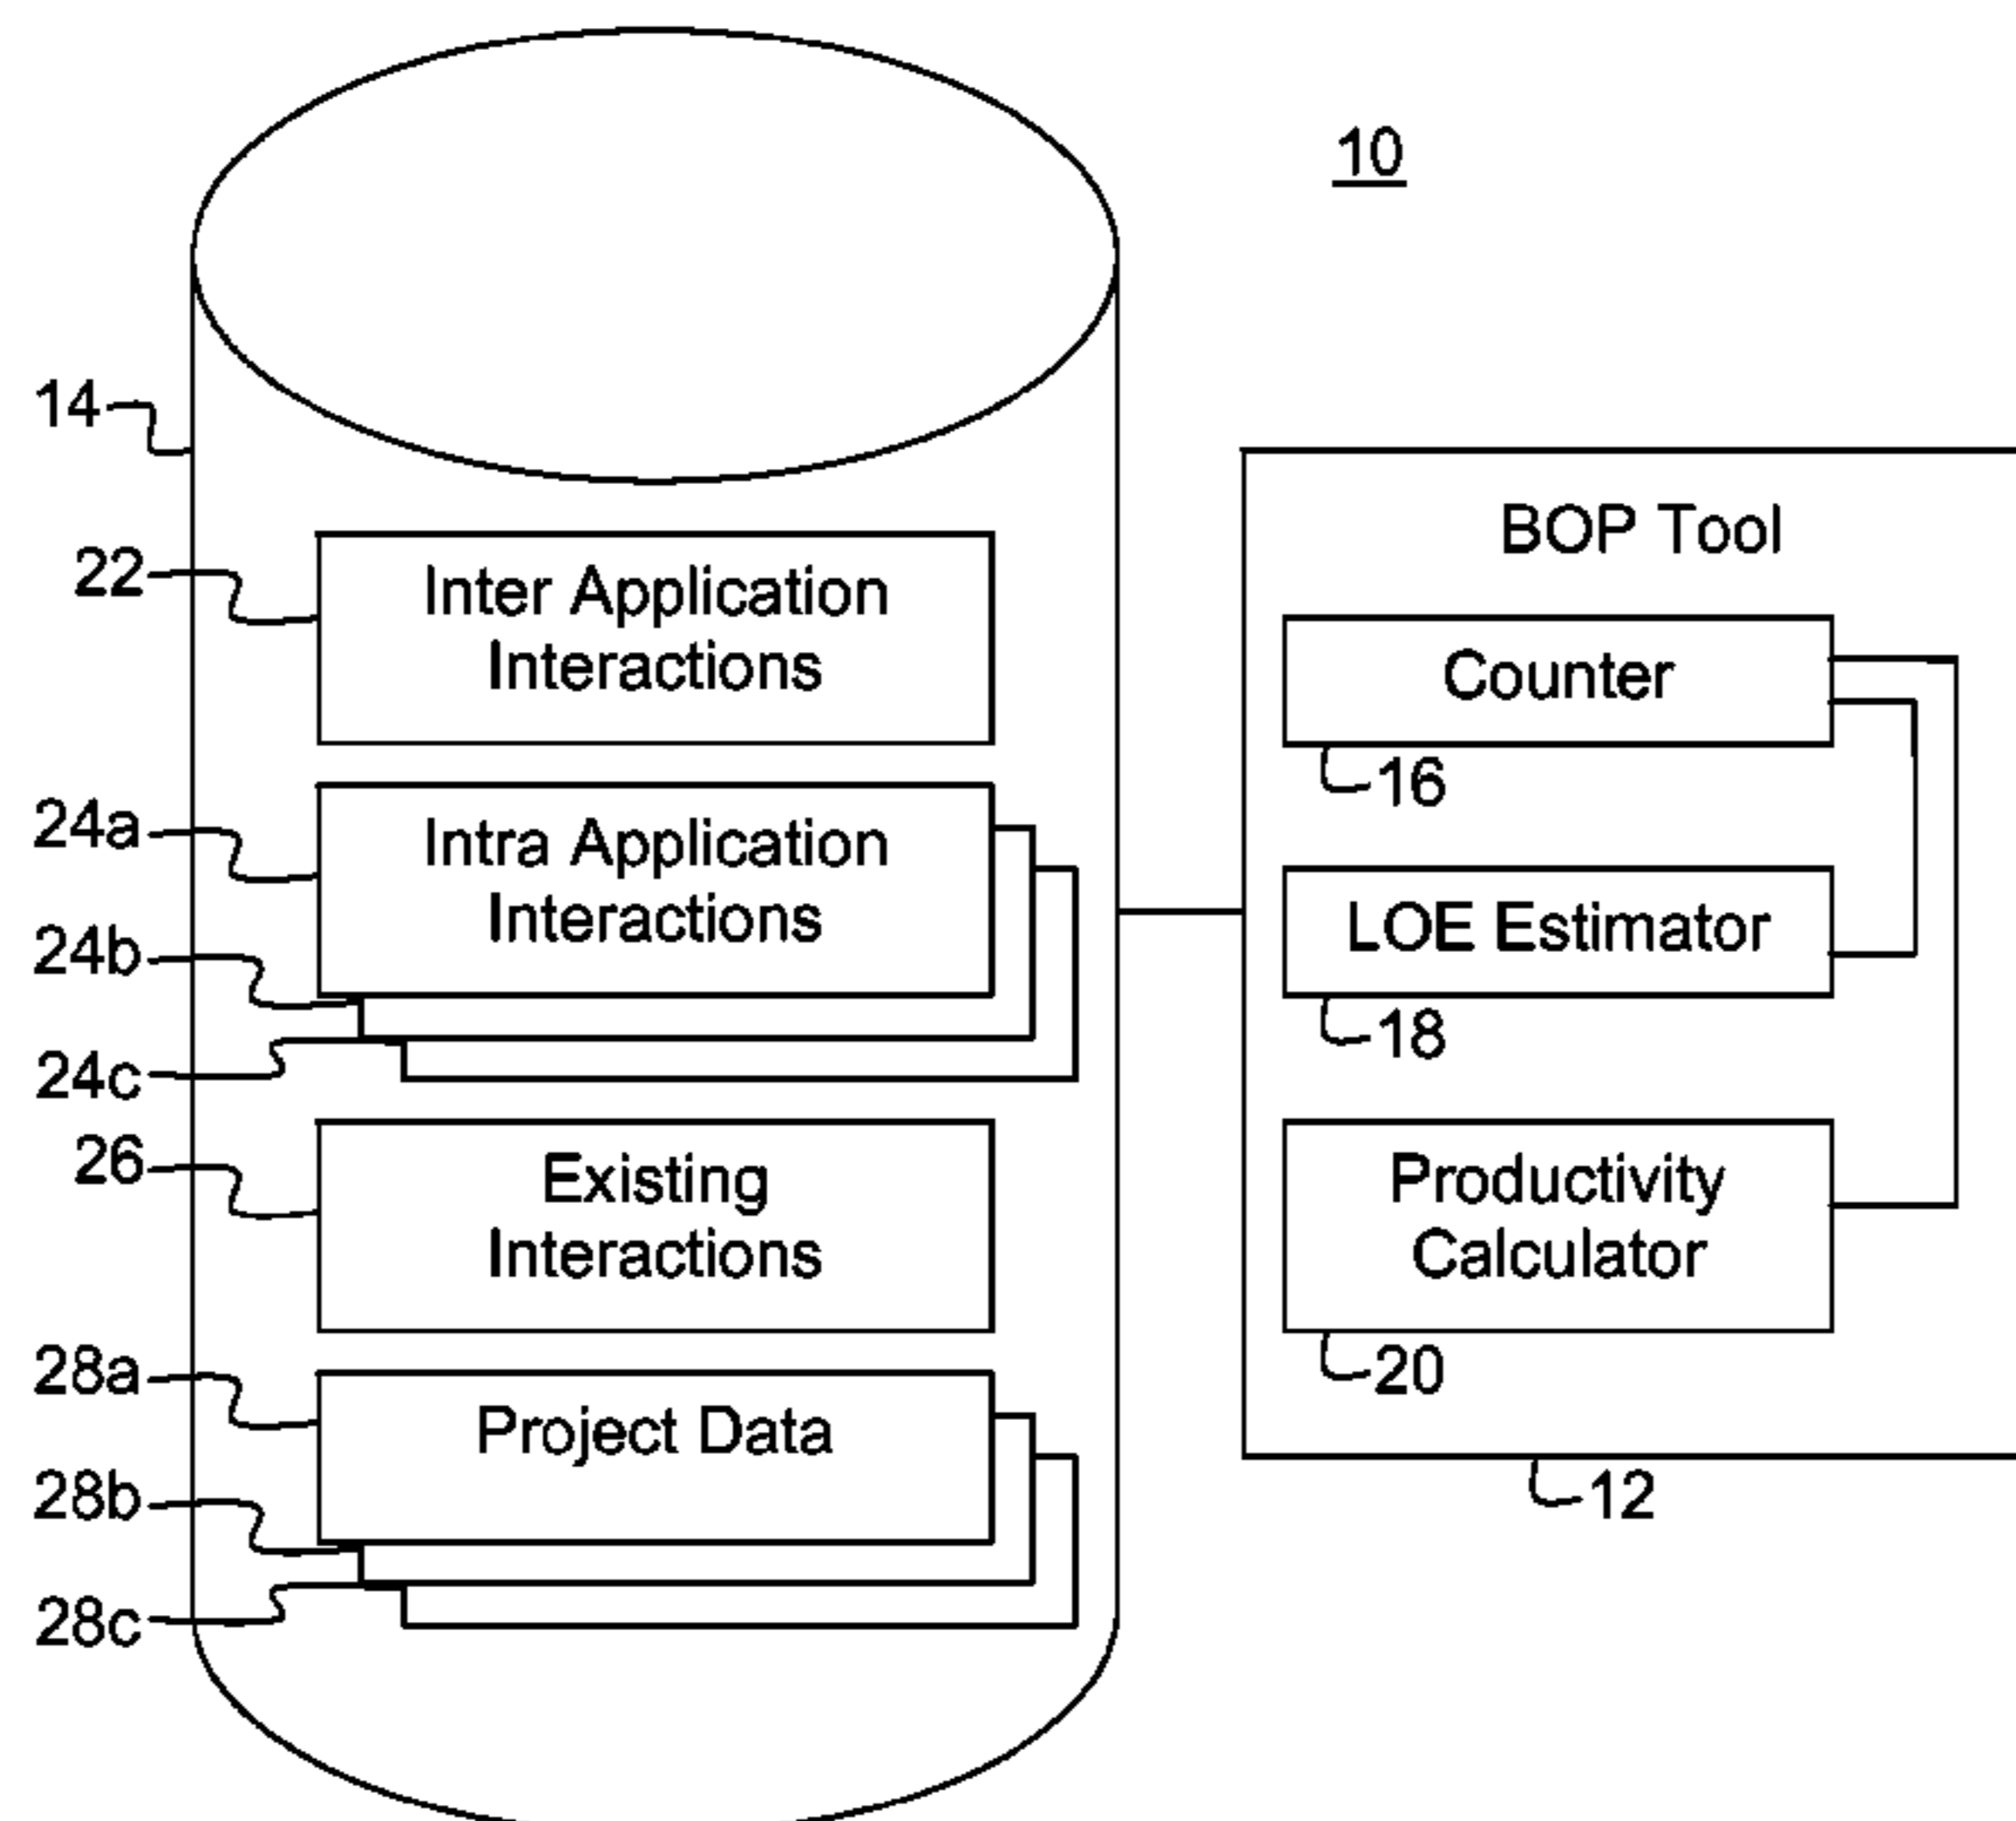 10
14
22
Inter Application
Interactions
24a
Intra Application
Interactions
24b
24c
26
Existing
Interactions
28a
Project Data
28b
28c
BOP Tool
Counter
16
LOE Estimator
18
Productivity
Calculator
20
12